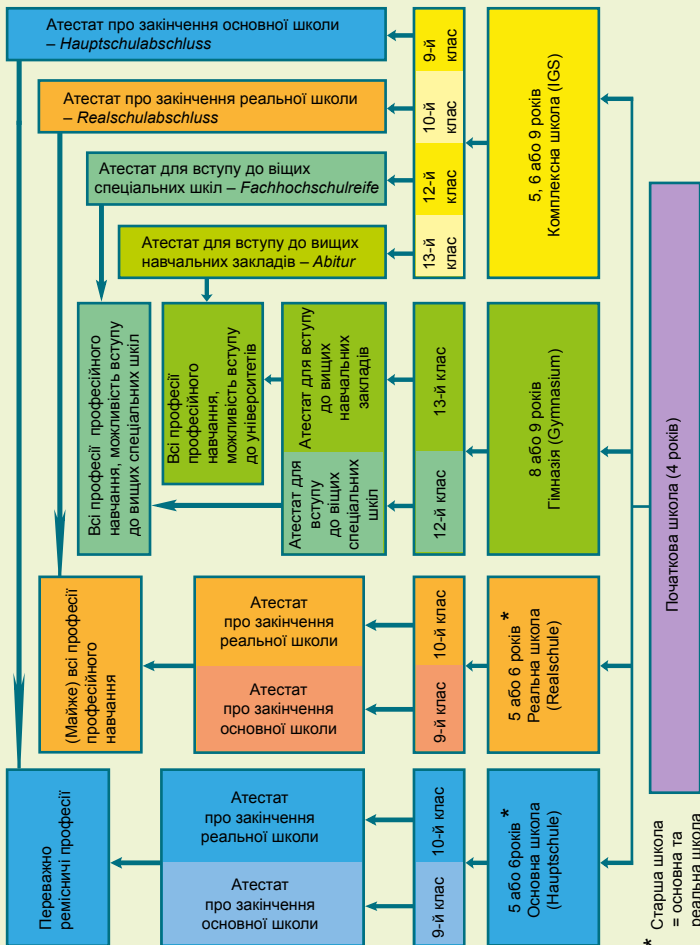 Атестат про закінчення основної школи
– Hauptschulabschluss
Атестат про закінчення реальної школи
– Realschulabschluss
Атестат для вступу до віщих
спеціальних шкіл – Fachhochschulreife
Атестат для вступу до вищих
навчальних закладів – Abitur
9-й
клас
10-й
клас
12-й
клас
13-й
клас
5, 6 або 9 років
Комплексна школа (IGS)
Всі професії професійного
навчання, можливість вступу
до вищих спеціальних шкіл
Всі професії
професійного
навчання,
можливість вступу
до університетів
Атестат для
вступу
до віщих
спеціальних
шкіл
Атестат для вступу
до вищих
навчальних
закладів
12-й клас
13-й клас
8 або 9 років
Гімназія (Gymnasium)
(Майже) всі професії
професійного
навчання
Атестат
про закінчення
реальної школи
Атестат
про закінчення
основної школи
10-й клас
9-й клас
5 або 6 років *
Реальна школа
(Realschule)
Переважно
ремісничі професії
Атестат
про закінчення
реальної школи
Атестат
про закінчення
основної школи
10-й клас
9-й клас
5 або 6років *
Основна школа
(Hauptschule)
Початкова школа (4 років)
* Старша школа
= основна та
реальна школа